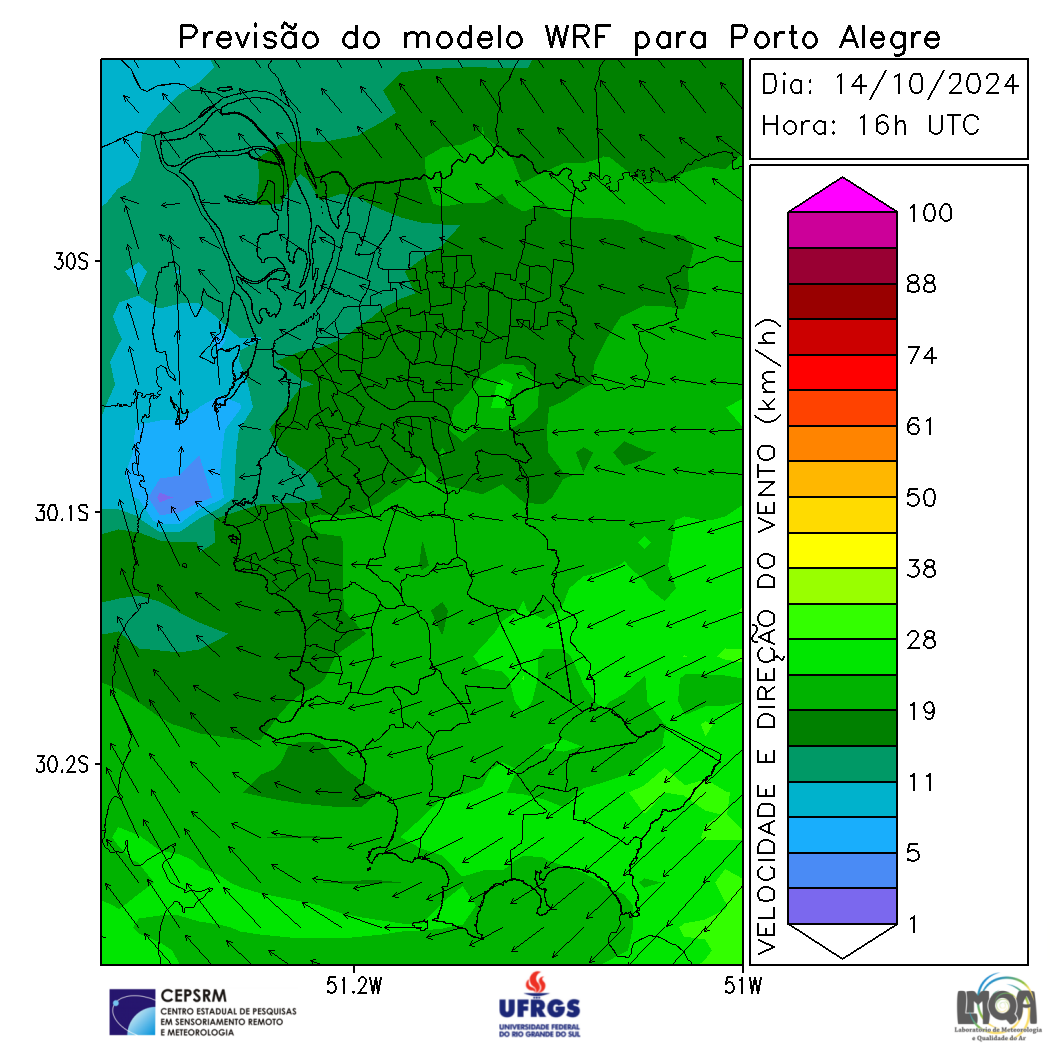 Previsão do modelo WRF para Porto Alegre
Dia: 14/10/2024
Hora: 16h UTC
30S
30.1S
30.2S
51.2W
51W
VELOCIDADE E DIREÇÃO DO VENTO (km/h)
100
88
74
61
50
38
28
19
11
5
1
CEPSRM
CENTRO ESTADUAL DE PESQUISAS
EM SENSORIAMENTO REMOTO
E METEOROLOGIA
UFRGS
UNIVERSIDADE FEDERAL
DO RIO GRANDE DO SUL
LMQA
Laboratório de Meteorologia
e Qualidade do Ar